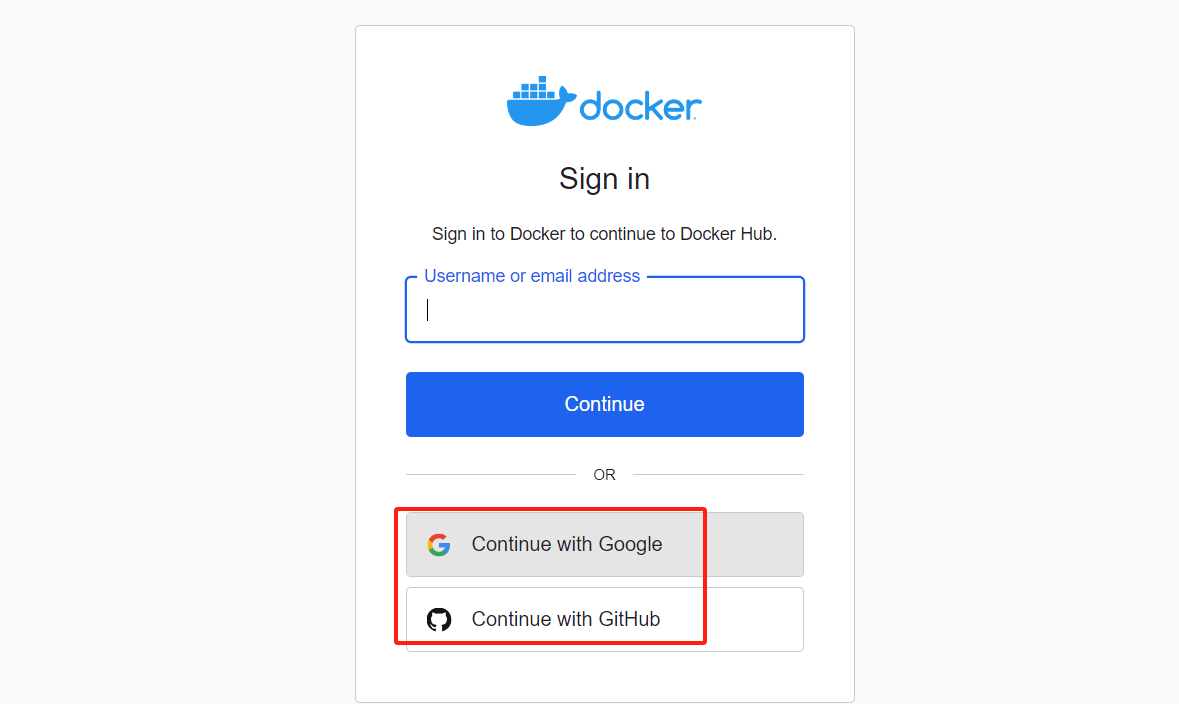 docker
Sign in
Sign in to Docker to continue to Docker Hub.
Username or email address
Continue
OR
Continue with Google
Continue with GitHub